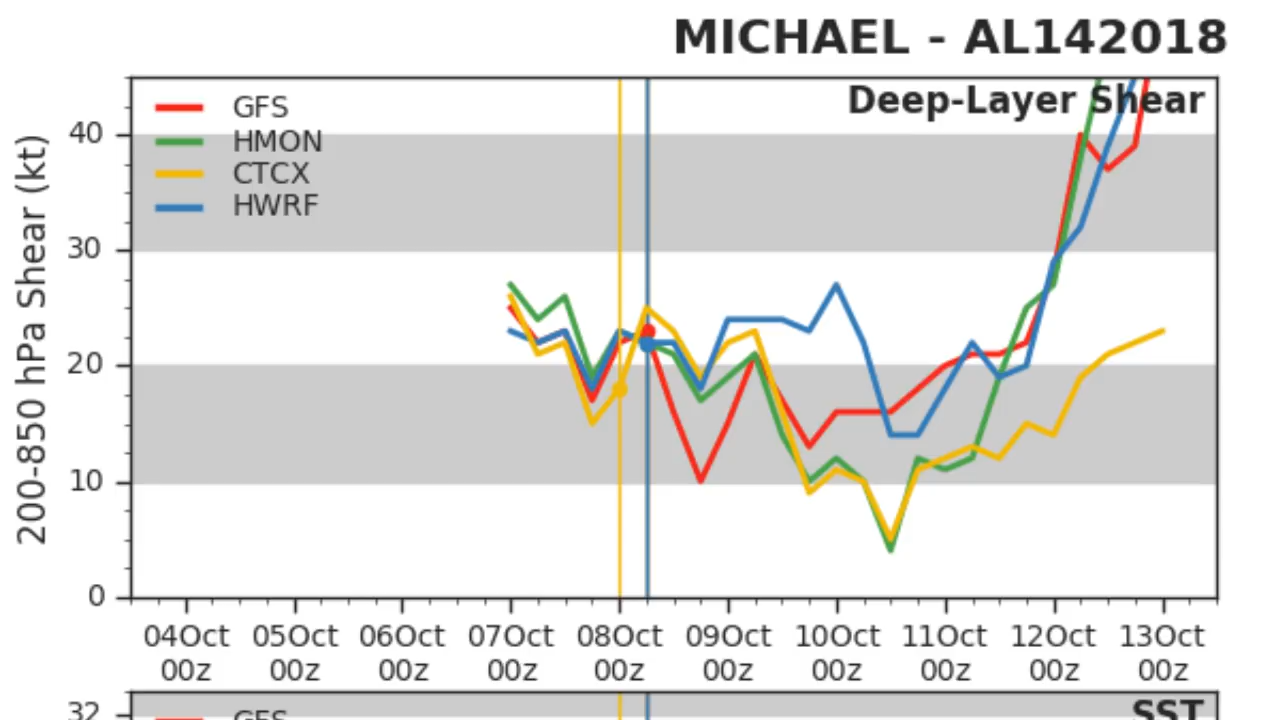 MICHAEL - AL142018
Deep-Layer Shear
GFS
HMON
CTCX
HWRF
200-850 hPa Shear (kt)
40
30
20
10
0
04Oct 05Oct 06Oct 07Oct 08Oct 09Oct 10Oct 11Oct 12Oct 13Oct
00z 00z 00z 00z 00z 00z 00z 00z 00z 00z
32
GFS
SST